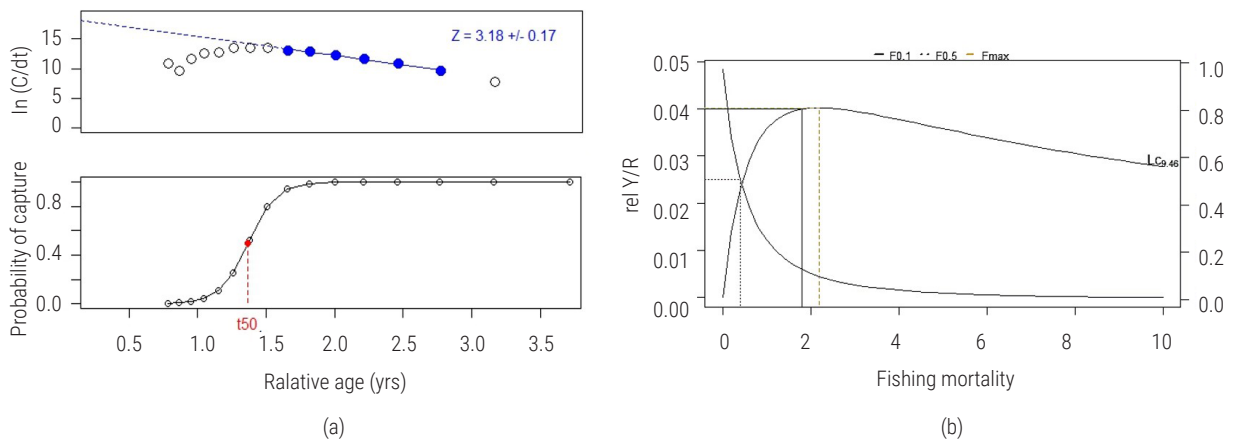 ln (C/dt)
15
10
5
0
Z = 3.18 +/- 0.17
Probability of capture
0.8
0.4
0.0
t50.
0.5 1.0 1.5 2.0 2.5 3.0 3.5
Ralative age (yrs)
(a)
F0.1 F0.5 Fmax
rel Y/R
0.05
0.04
0.03
0.02
0.01
0.00
1.0
0.8
0.6
0.4
0.2
0.0
Lc9.46
0 2 4 6 8 10
Fishing mortality
(b)